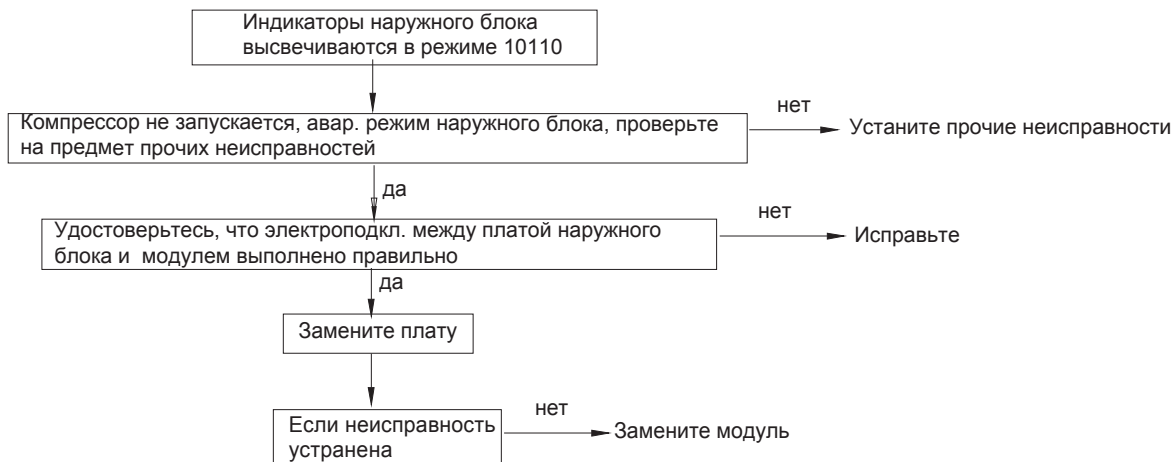 Индикаторы наружного блока
высвечиваются в режиме 10110
нет
Компрессор не запускается, авар. режим наружного блока, проверьте
на предмет прочих неисправностей
Устаните прочие неисправности
да
нет
Удостоверьтесь, что электроподкл. между платой наружного
блока и модулем выполнено правильно
Исправьте
да
Замените плату
нет
Если неисправность
устранена
Замените модуль